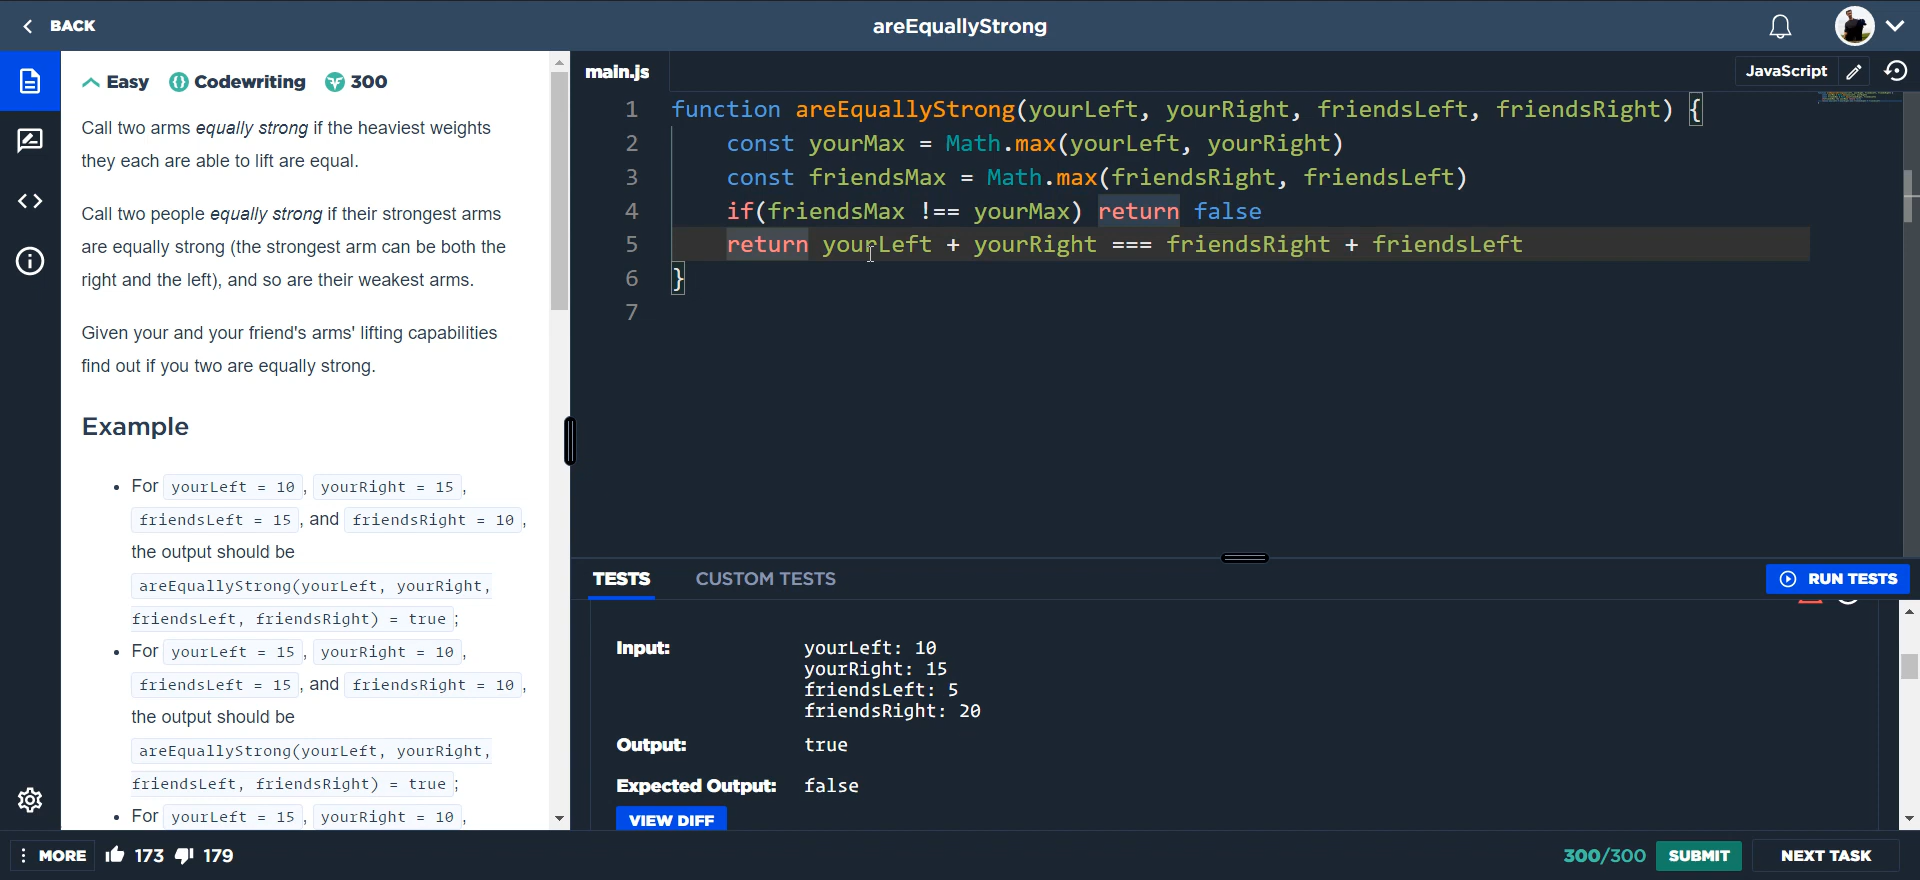 BACK
areEquallyStrong
Easy Codewriting 300
Call two arms equally strong if the heaviest weights
they each are able to lift are equal.
Call two people equally strong if their strongest arms
are equally strong (the strongest arm can be both the
right and the left), and so are their weakest arms.
Given your and your friend's arms' lifting capabilities
find out if you two are equally strong.
Example
• For yourLeft = 10, yourRight = 15,
friendsLeft = 15, and friendsRight = 10,
the output should be
areEquallyStrong(yourLeft, yourRight,
friendsLeft, friendsRight) = true;
• For yourLeft = 15, yourRight = 10,
friendsLeft = 15, and friendsRight = 10,
the output should be
areEquallyStrong(yourLeft, yourRight,
friendsLeft, friendsRight) = true;
• For yourLeft = 15, yourRight = 10,
main.js
JavaScript
1 function areEquallyStrong(yourLeft, yourRight, friendsLeft, friendsRight) {
2 const yourMax = Math.max(yourLeft, yourRight)
3 const friendsMax = Math.max(friendsRight, friendsLeft)
4 if(friendsMax !== yourMax) return false
5 return yourLeft + yourRight === friendsRight + friendsLeft
6 }
7
TESTS CUSTOM TESTS
RUN TESTS
Input: yourLeft: 10
yourRight: 15
friendsLeft: 5
friendsRight: 20
Output: true
Expected Output: false
VIEW DIFF
MORE 173 179
300/300 SUBMIT NEXT TASK